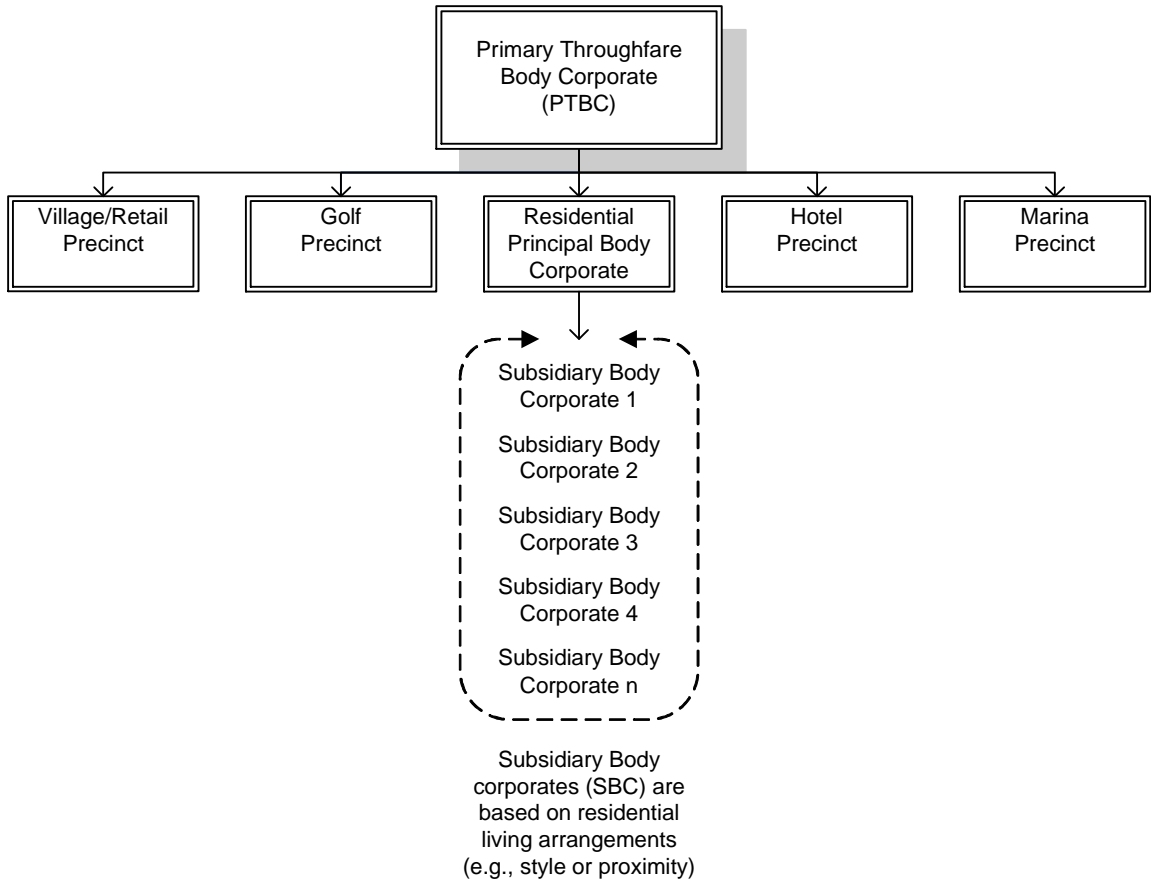 Primary Throughfare
Body Corporate
(PTBC)
Village/Retail
Precinct
Golf
Precinct
Residential
Principal Body
Corporate
Hotel
Precinct
Marina
Precinct
Subsidiary Body
Corporate 1
Subsidiary Body
Corporate 2
Subsidiary Body
Corporate 3
Subsidiary Body
Corporate 4
Subsidiary Body
Corporate n
Subsidiary Body
corporates (SBC) are
based on residential
living arrangements
(e.g., style or proximity)